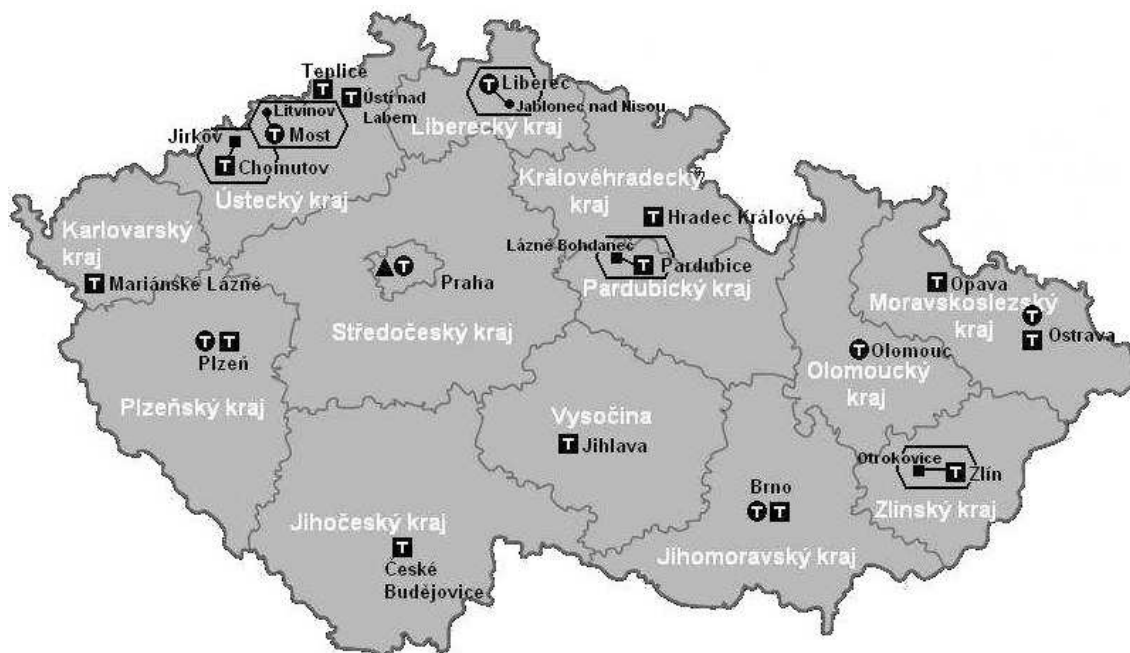 Teplice
T
T
Ústí nad
Labem
Litvínov
T Most
Jirkov
T
Chomutov
Ústecký kraj
T Liberec
Jablonec nad Nisou
Liberecký kraj
Královéhradecký
kraj
T Hradec Králové
Lázně Bohdaneč
T Pardubice
Pardubický kraj
Karlovarský
kraj
T Mariánské Lázně
T
Praha
Středočeský kraj
T T
Plzeň
Plzeňský kraj
T
Opava
Moravskoslezský
kraj
T
T
Ostrava
T Olomouc
Olomoucký
kraj
Vysočina
T Jihlava
Otrokovice
T Zlín
Zlínský kraj
Brno
T T
Jihomoravský kraj
Jihočeský kraj
T
České
Budějovice